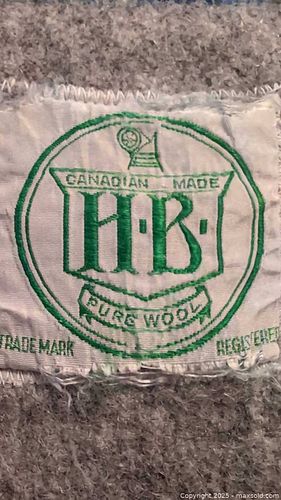 CANADIAN MADE
H·B·
PURE WOOL
TRADE MARK REGISTERED
Copyright 2025 - maxsold.com